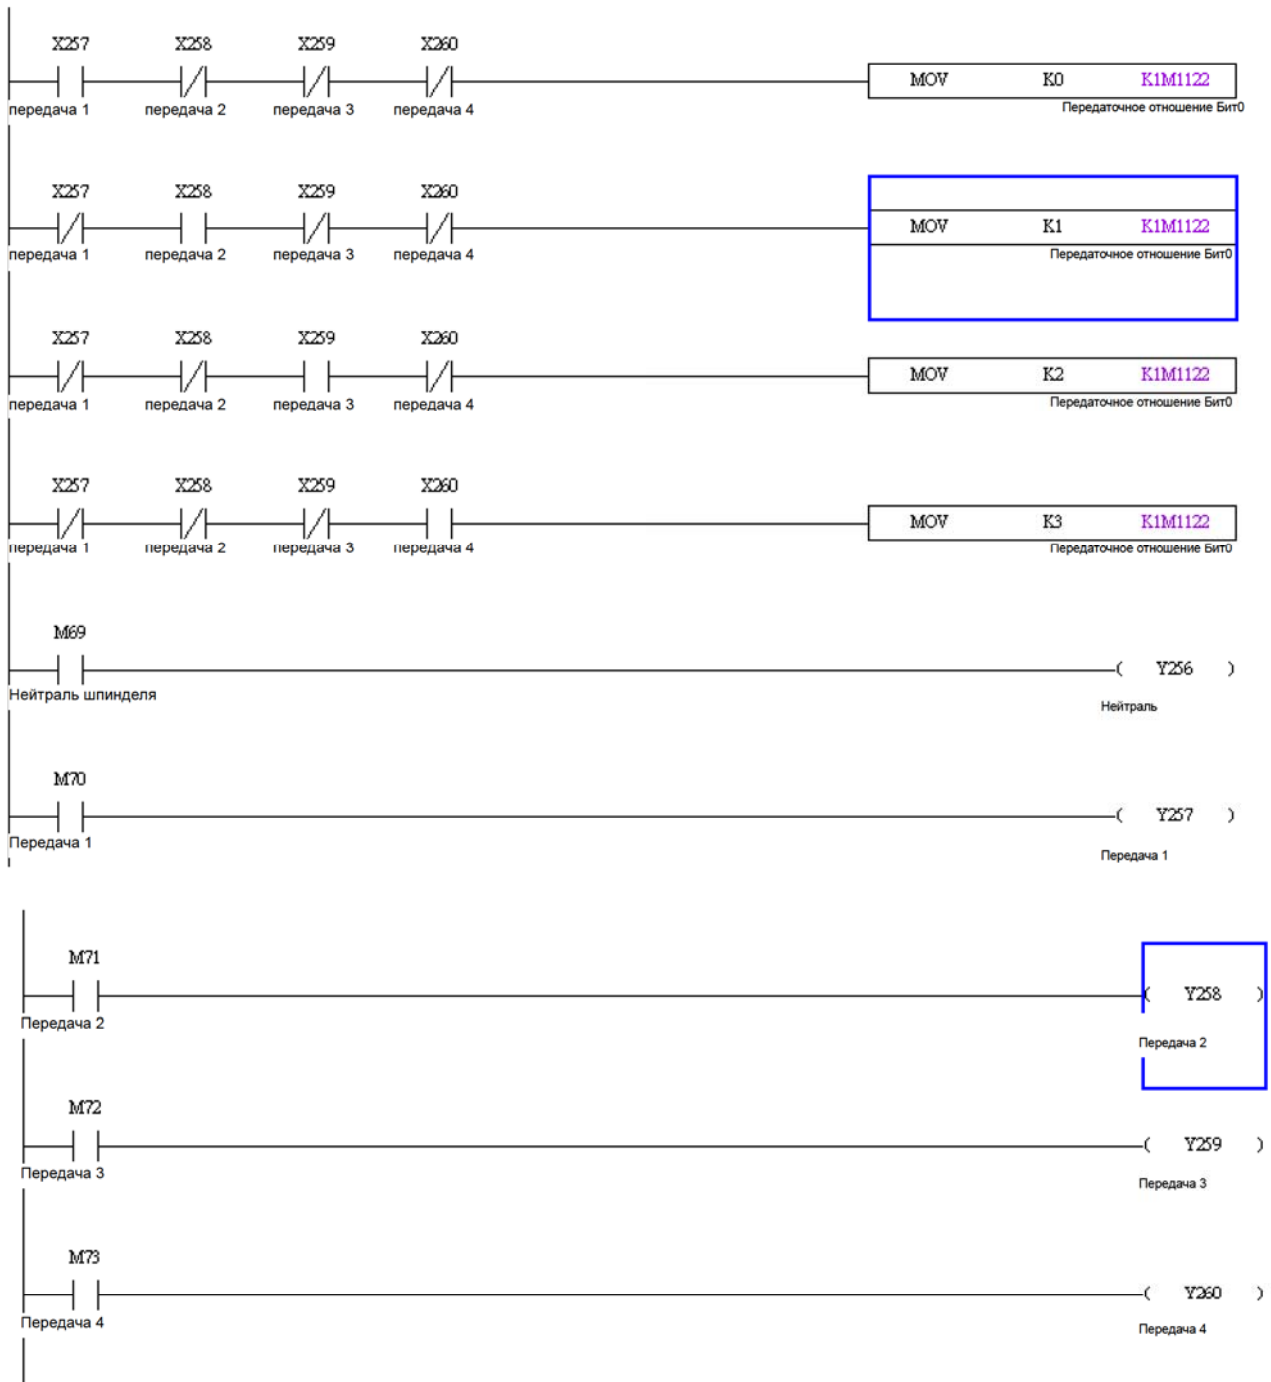 X257 X258 X259 X260
MOV K0 K1M1122
передача 1 передача 2 передача 3 передача 4 Передаточное отношение Бит0
X257 X258 X259 X260
MOV K1 K1M1122
передача 1 передача 2 передача 3 передача 4 Передаточное отношение Бит0
X257 X258 X259 X260
MOV K2 K1M1122
передача 1 передача 2 передача 3 передача 4 Передаточное отношение Бит0
X257 X258 X259 X260
MOV K3 K1M1122
передача 1 передача 2 передача 3 передача 4 Передаточное отношение Бит0
M69
( Y256 )
Нейтраль шпинделя
Нейтраль
M70
( Y257 )
Передача 1
Передача 1
M71
( Y258 )
Передача 2
Передача 2
M72
( Y259 )
Передача 3
Передача 3
M73
( Y260 )
Передача 4
Передача 4